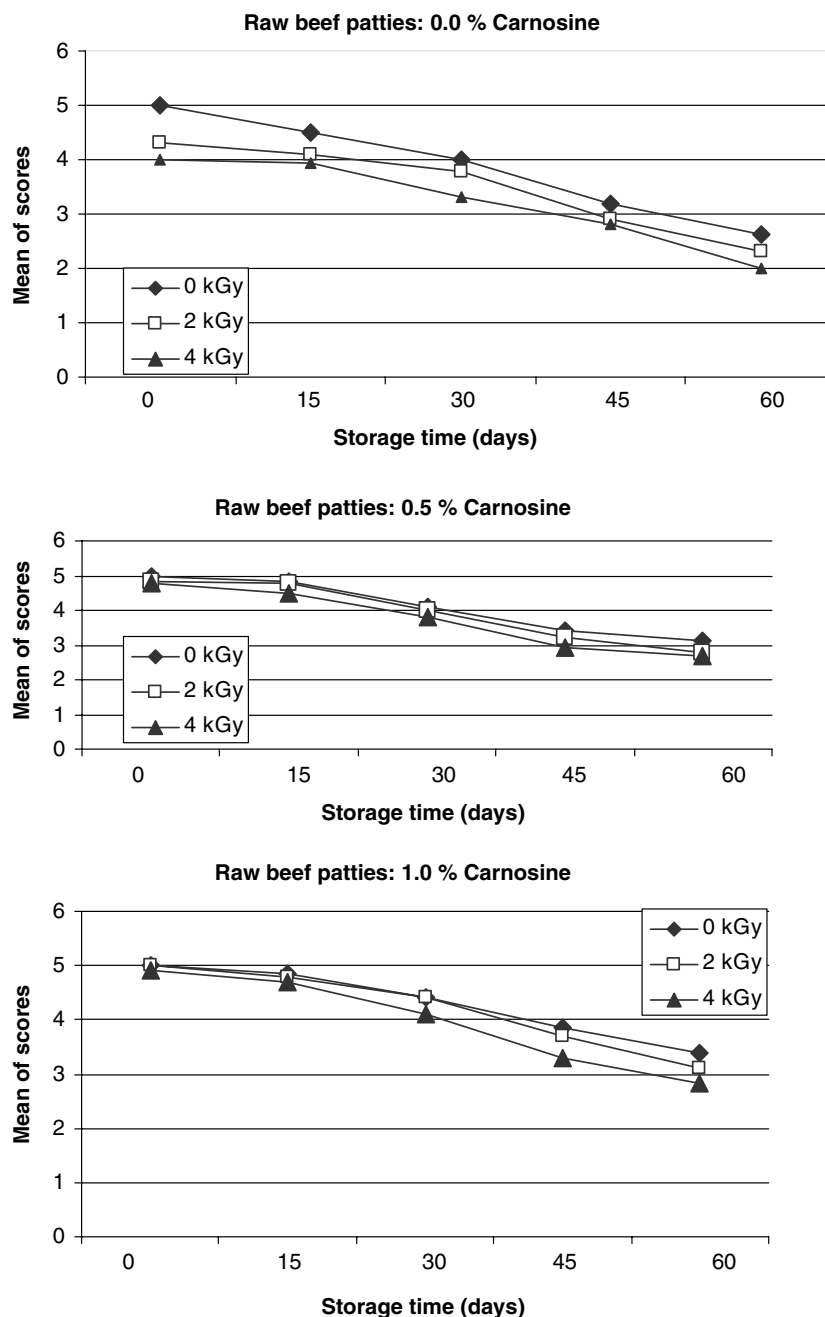 Raw beef patties: 0.0 % Carnosine
6
5
4
3
2
1
0
Mean of scores
0 kGy
2 kGy
4 kGy
0 15 30 45 60
Storage time (days)
Raw beef patties: 0.5 % Carnosine
6
5
4
3
2
1
0
Mean of scores
0 kGy
2 kGy
4 kGy
0 15 30 45 60
Storage time (days)
Raw beef patties: 1.0 % Carnosine
6
5
4
3
2
1
0
Mean of scores
0 kGy
2 kGy
4 kGy
0 15 30 45 60
Storage time (days)